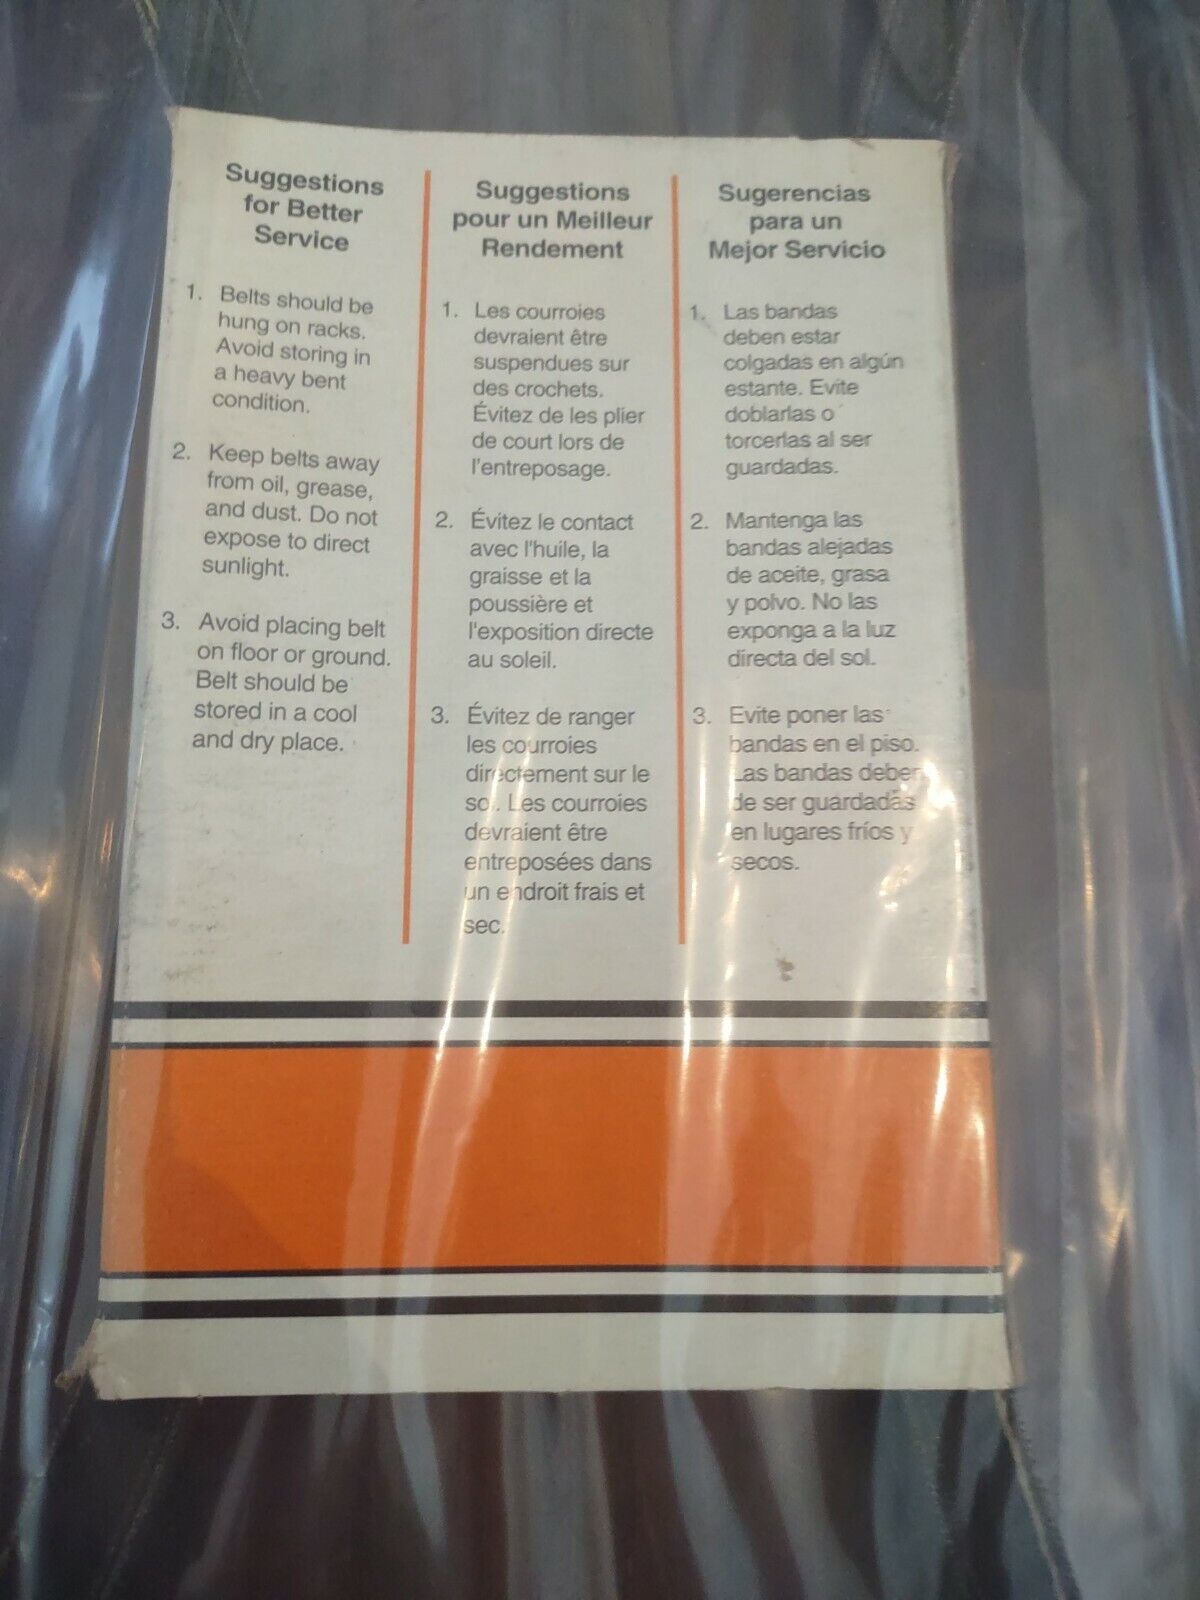 Suggestions
for Better
Service
1. Belts should be
hung on racks.
Avoid storing in
a heavy bent
condition.
2. Keep belts away
from oil, grease,
and dust. Do not
expose to direct
sunlight.
3. Avoid placing belt
on floor or ground.
Belt should be
stored in a cool
and dry place.
Suggestions
pour un Meilleur
Rendement
1. Les courroies
devraient être
suspendues sur
des crochets.
Évitez de les plier
de court lors de
l'entreposage.
2. Évitez le contact
avec l'huile, la
graisse et la
poussière et
l'exposition directe
au soleil.
3. Évitez de ranger
les courroies
directement sur le
sol. Les courroies
devraient être
entreposées dans
un endroit frais et
sec.
Sugerencias
para un
Mejor Servicio
1. Las bandas
deben estar
colgadas en algún
estante. Evite
doblarlas o
torcerlas al ser
guardadas.
2. Mantenga las
bandas alejadas
de aceite, grasa
y polvo. No las
exponga a la luz
directa del sol.
3. Evite poner las
bandas en el piso.
Las bandas deben
de ser guardadas
en lugares fríos y
secos.